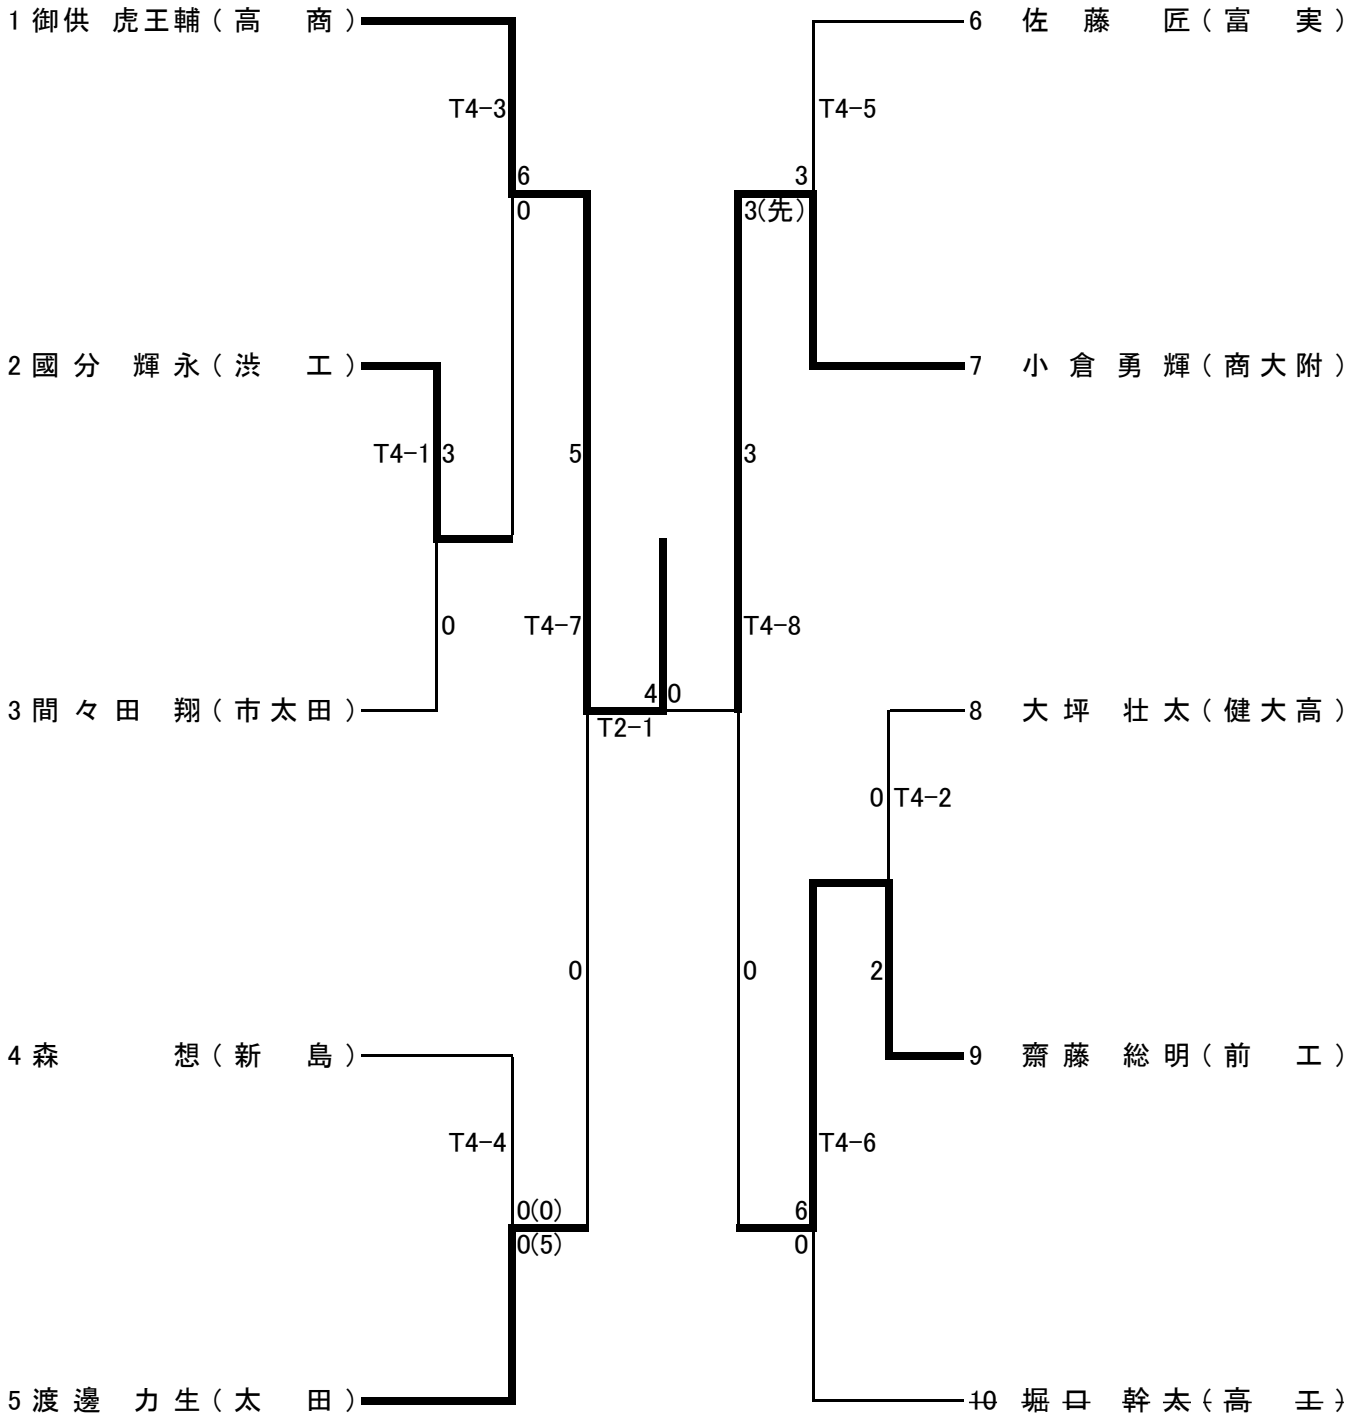 1 御供 虎王輔(高 商)
6 佐藤 匠(富 実)
T4-3
T4-5
6
3
0
3(先)
2 國分 輝永(渋 工)
7 小倉勇輝(商大附)
T4-1
3
5
3
0
T4-7
T4-8
4
0
3 間々田 翔(市太田)
T2-1
8 大坪 壮太(健大高)
0
T4-2
0
0
2
4 森 想(新 島)
9 齋藤 総明(前 工)
T4-4
T4-6
0(0)
6
0(5)
0
5 渡邊 力生(太 田)
10 堀口 幹太(高 工)